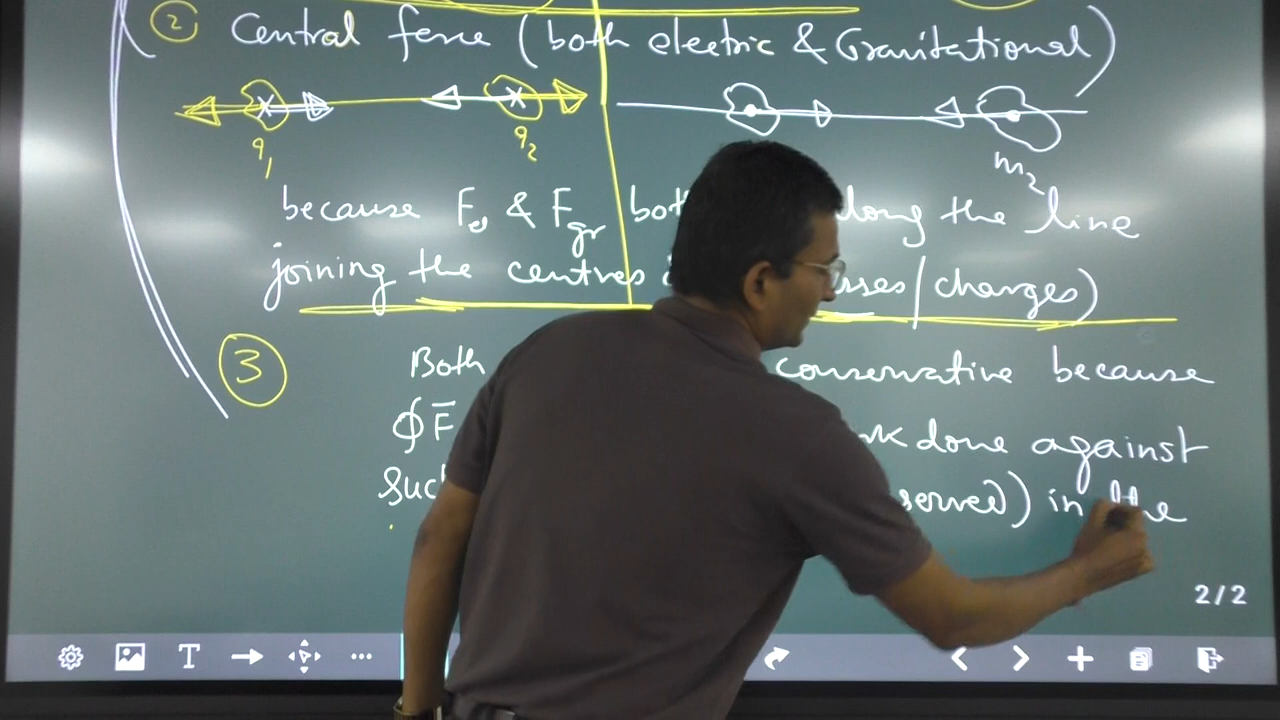 2 Central force (both electric & Gravitational)
q1 q2 m2
because Fe & Fgr both along the line
joining the centres masses/charges)
3 Both conservative because
∮F̄ done against
such in the
2/2
T